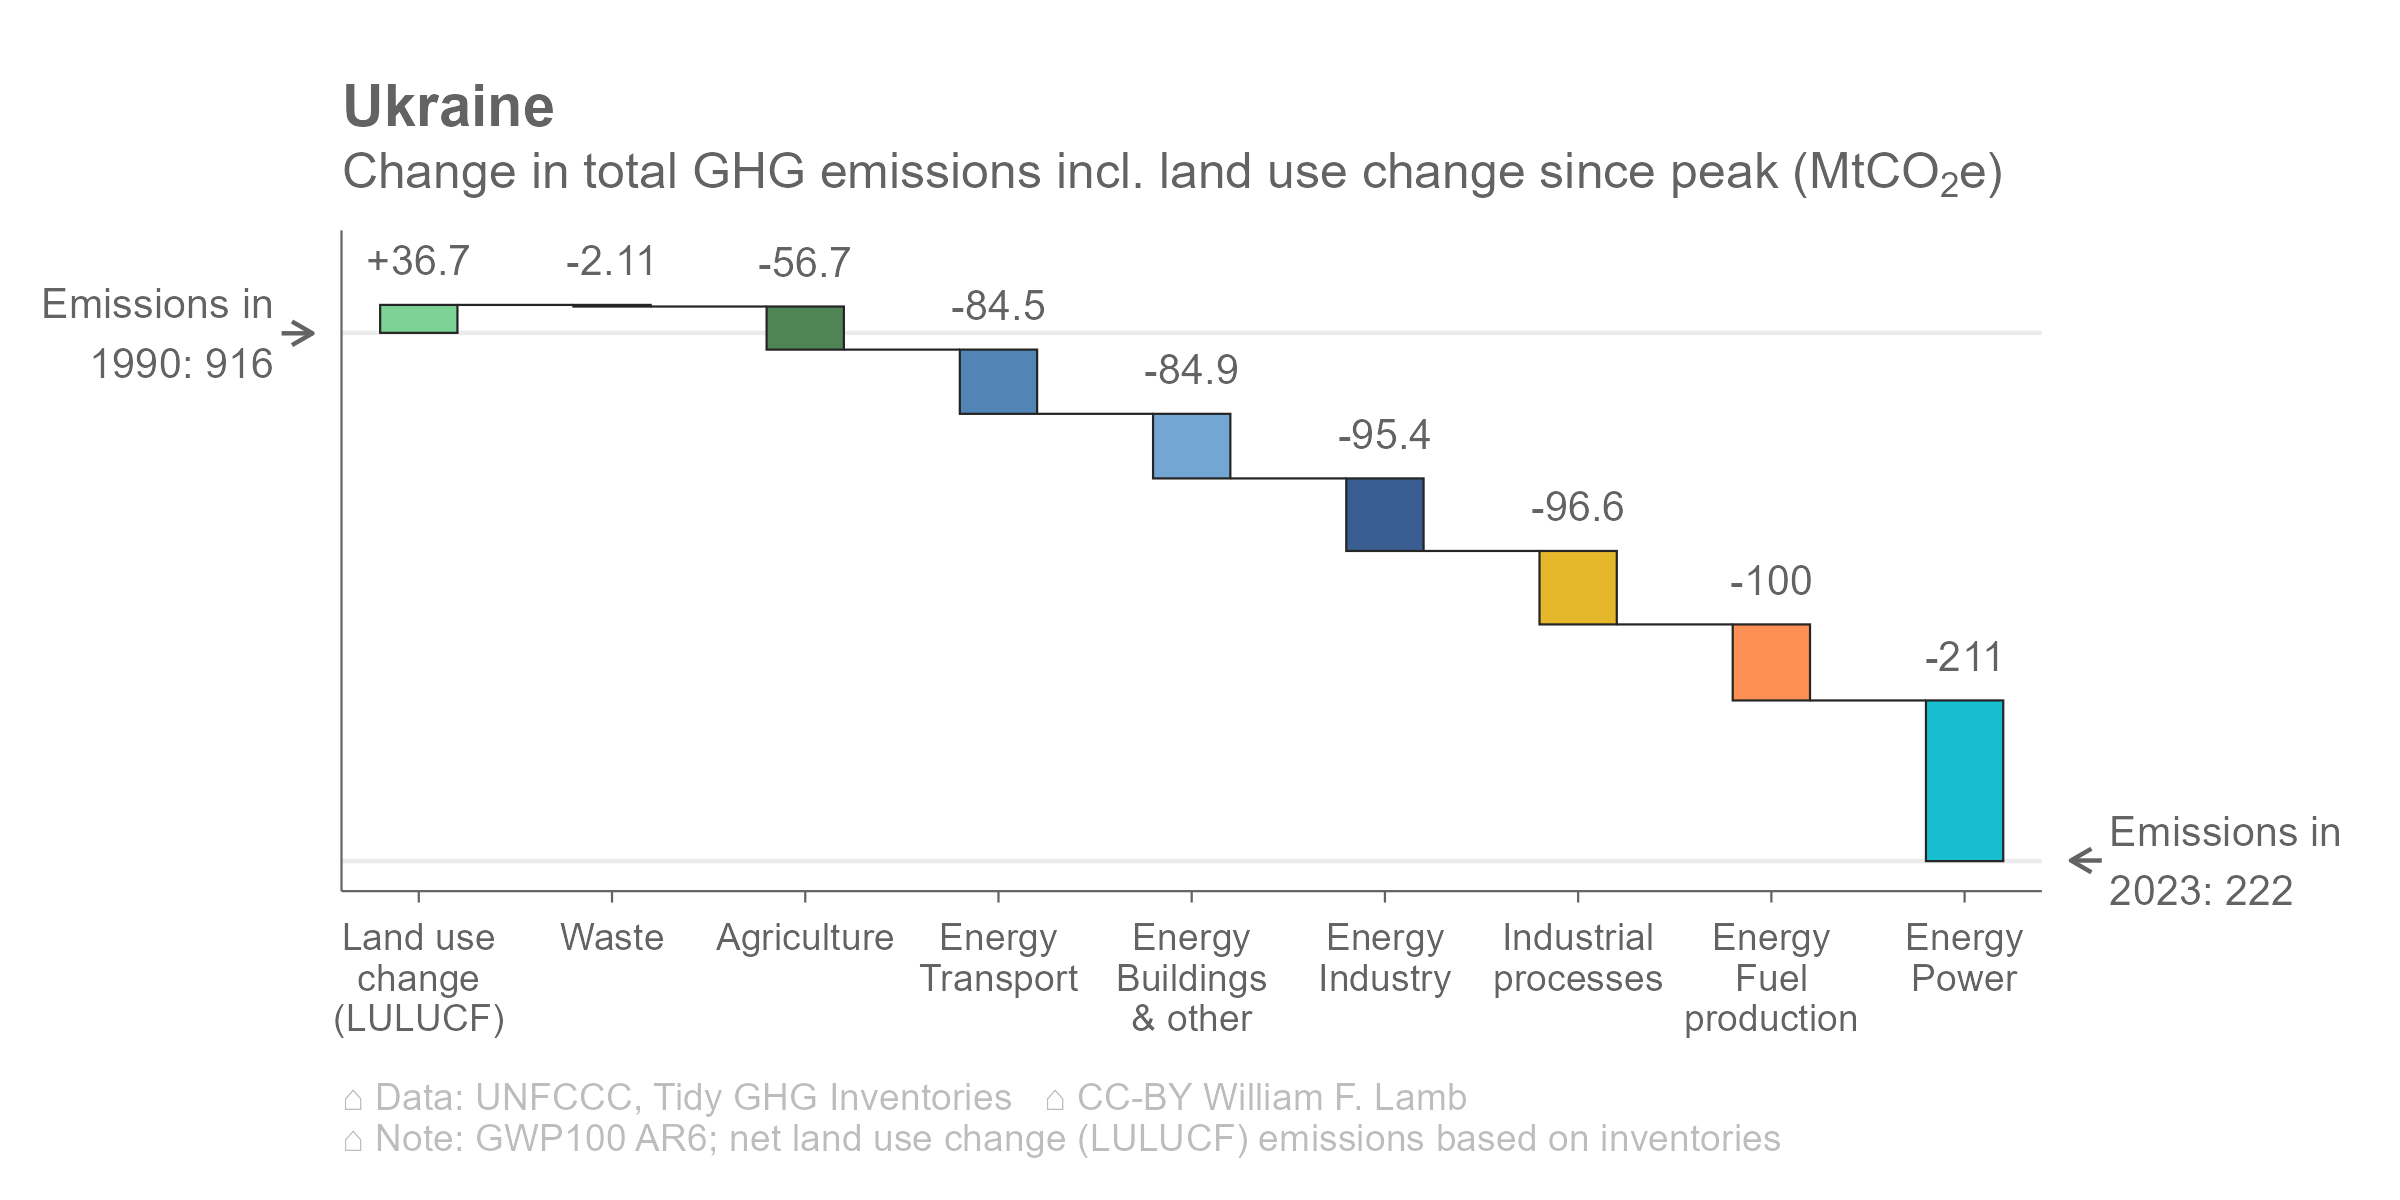 Ukraine
Change in total GHG emissions incl. land use change since peak (MtCO₂e)
+36.7
-2.11
-56.7
-84.5
-84.9
-95.4
-96.6
-100
-211
Emissions in
1990: 916
Emissions in
2023: 222
Land use
change
(LULUCF)
Waste
Agriculture
Energy
Transport
Energy
Buildings
& other
Energy
Industry
Industrial
processes
Energy
Fuel
production
Energy
Power
⌂ Data: UNFCCC, Tidy GHG Inventories ⌂ CC-BY William F. Lamb
⌂ Note: GWP100 AR6; net land use change (LULUCF) emissions based on inventories